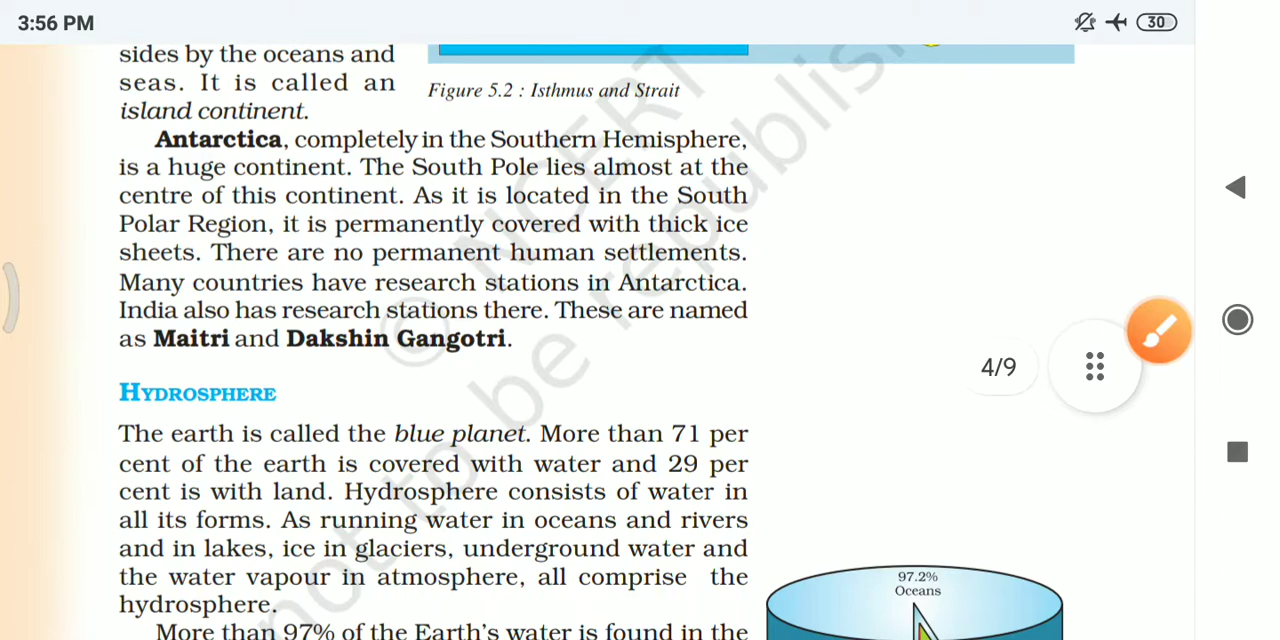 3:56 PM
30
sides by the oceans and
seas. It is called an
island continent.
Figure 5.2 : Isthmus and Strait
Antarctica, completely in the Southern Hemisphere,
is a huge continent. The South Pole lies almost at the
centre of this continent. As it is located in the South
Polar Region, it is permanently covered with thick ice
sheets. There are no permanent human settlements.
Many countries have research stations in Antarctica.
India also has research stations there. These are named
as Maitri and Dakshin Gangotri.
4/9
HYDROSPHERE
The earth is called the blue planet. More than 71 per
cent of the earth is covered with water and 29 per
cent is with land. Hydrosphere consists of water in
all its forms. As running water in oceans and rivers
and in lakes, ice in glaciers, underground water and
the water vapour in atmosphere, all comprise the
hydrosphere.
More than 97% of the Earth's water is found in the
97.2%
Oceans
© NCERT
not to be republish